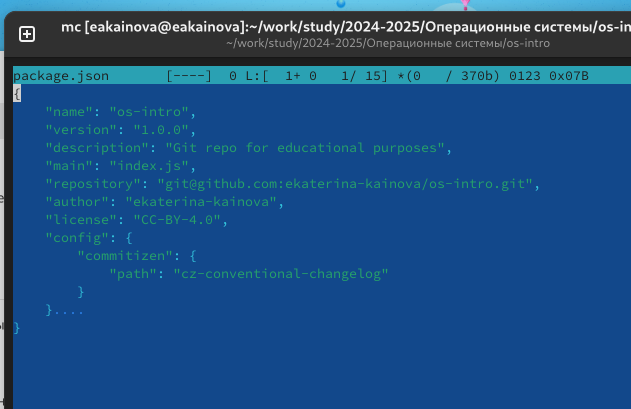 mc [eakainova@eakainova]:~/work/study/2024-2025/Операционные системы/os-in
~/work/study/2024-2025/Операционные системы/os-intro
package.json       [----]  0 L:[  1+ 0   1/ 15] *(0   / 370b) 0123 0x07B
{
    "name": "os-intro",
    "version": "1.0.0",
    "description": "Git repo for educational purposes",
    "main": "index.js",
    "repository": "git@github.com:ekaterina-kainova/os-intro.git",
    "author": "ekaterina-kainova",
    "license": "CC-BY-4.0",
    "config": {
        "commitizen": {
            "path": "cz-conventional-changelog"
        }
    }....
}